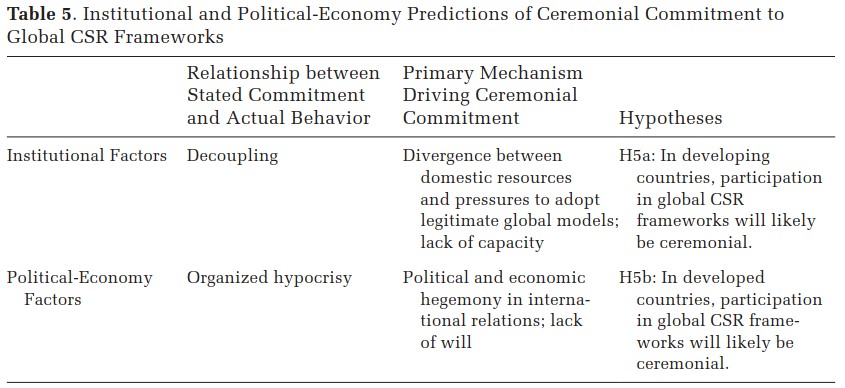 Table 5. Institutional and Political-Economy Predictions of Ceremonial Commitment to
Global CSR Frameworks
Relationship between
Stated Commitment
and Actual Behavior
Primary Mechanism
Driving Ceremonial
Commitment
Hypotheses
Institutional Factors
Decoupling
Divergence between
domestic resources
and pressures to adopt
legitimate global models;
lack of capacity
H5a: In developing
countries, participation
in global CSR
frameworks will likely
be ceremonial.
Political-Economy
Factors
Organized hypocrisy
Political and economic
hegemony in interna-
tional relations; lack
of will
H5b: In developed
countries, participation
in global CSR frame-
works will likely be
ceremonial.